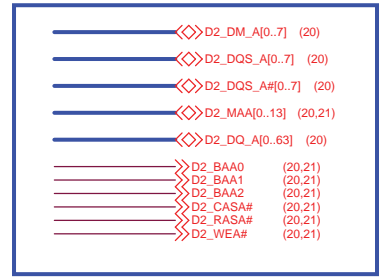 D2_DM_A[0..7] (20)
D2_DQS_A[0..7] (20)
D2_DQS_A#[0..7] (20)
D2_MAA[0..13] (20,21)
D2_DQ_A[0..63] (20)
D2_BAA0 (20,21)
D2_BAA1 (20,21)
D2_BAA2 (20,21)
D2_CASA# (20,21)
D2_RASA# (20,21)
D2_WEA# (20,21)